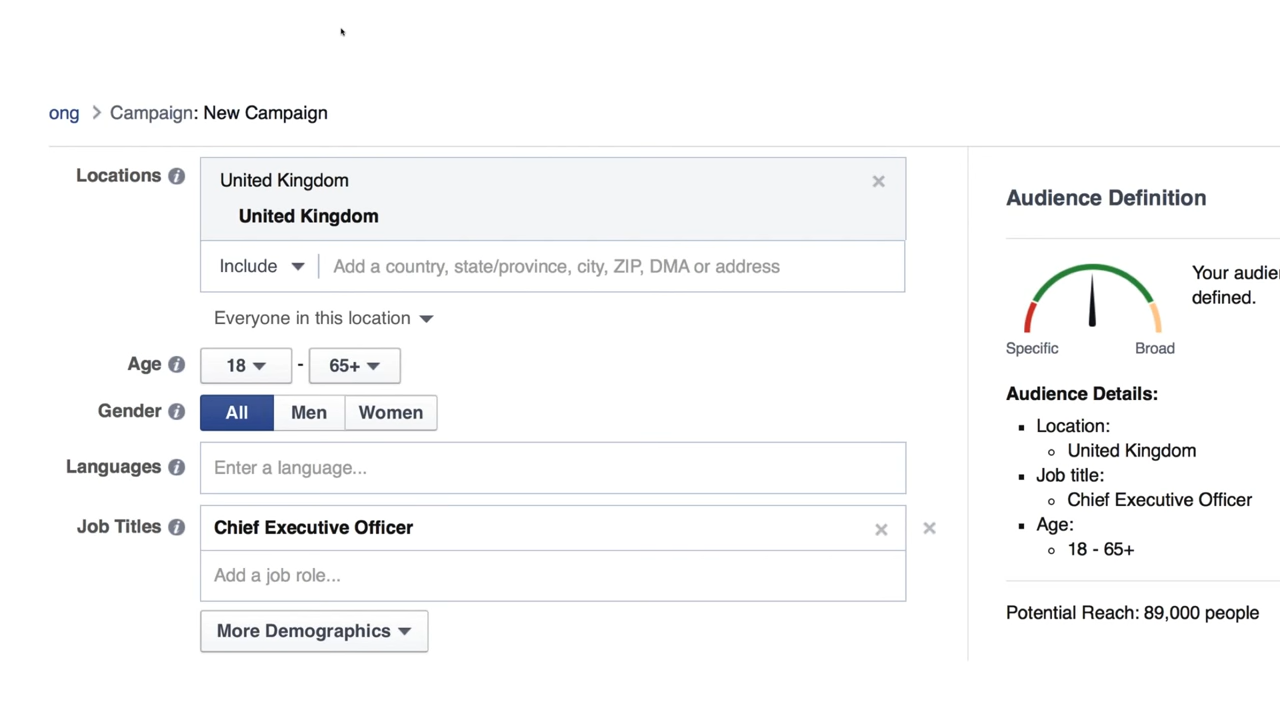 ong > Campaign: New Campaign
Locations
United Kingdom
United Kingdom
Include
Add a country, state/province, city, ZIP, DMA or address
Everyone in this location
Age
18 - 65+
Gender
All Men Women
Languages
Enter a language...
Job Titles
Chief Executive Officer
Add a job role...
More Demographics
Audience Definition
Your audie
defined.
Specific Broad
Audience Details:
Location:
United Kingdom
Job title:
Chief Executive Officer
Age:
18 - 65+
Potential Reach: 89,000 people